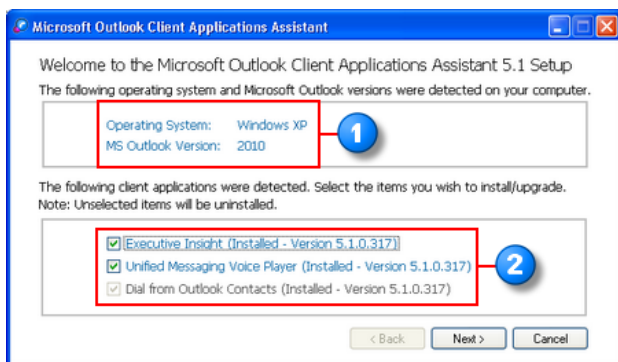 Microsoft Outlook Client Applications Assistant
Welcome to the Microsoft Outlook Client Applications Assistant 5.1 Setup
The following operating system and Microsoft Outlook versions were detected on your computer.
Operating System: Windows XP
MS Outlook Version: 2010
1
The following client applications were detected. Select the items you wish to install/upgrade.
Note: Unselected items will be uninstalled.
Executive Insight (Installed - Version 5.1.0.317)
Unified Messaging Voice Player (Installed - Version 5.1.0.317)
Dial from Outlook Contacts (Installed - Version 5.1.0.317)
2
< Back Next > Cancel